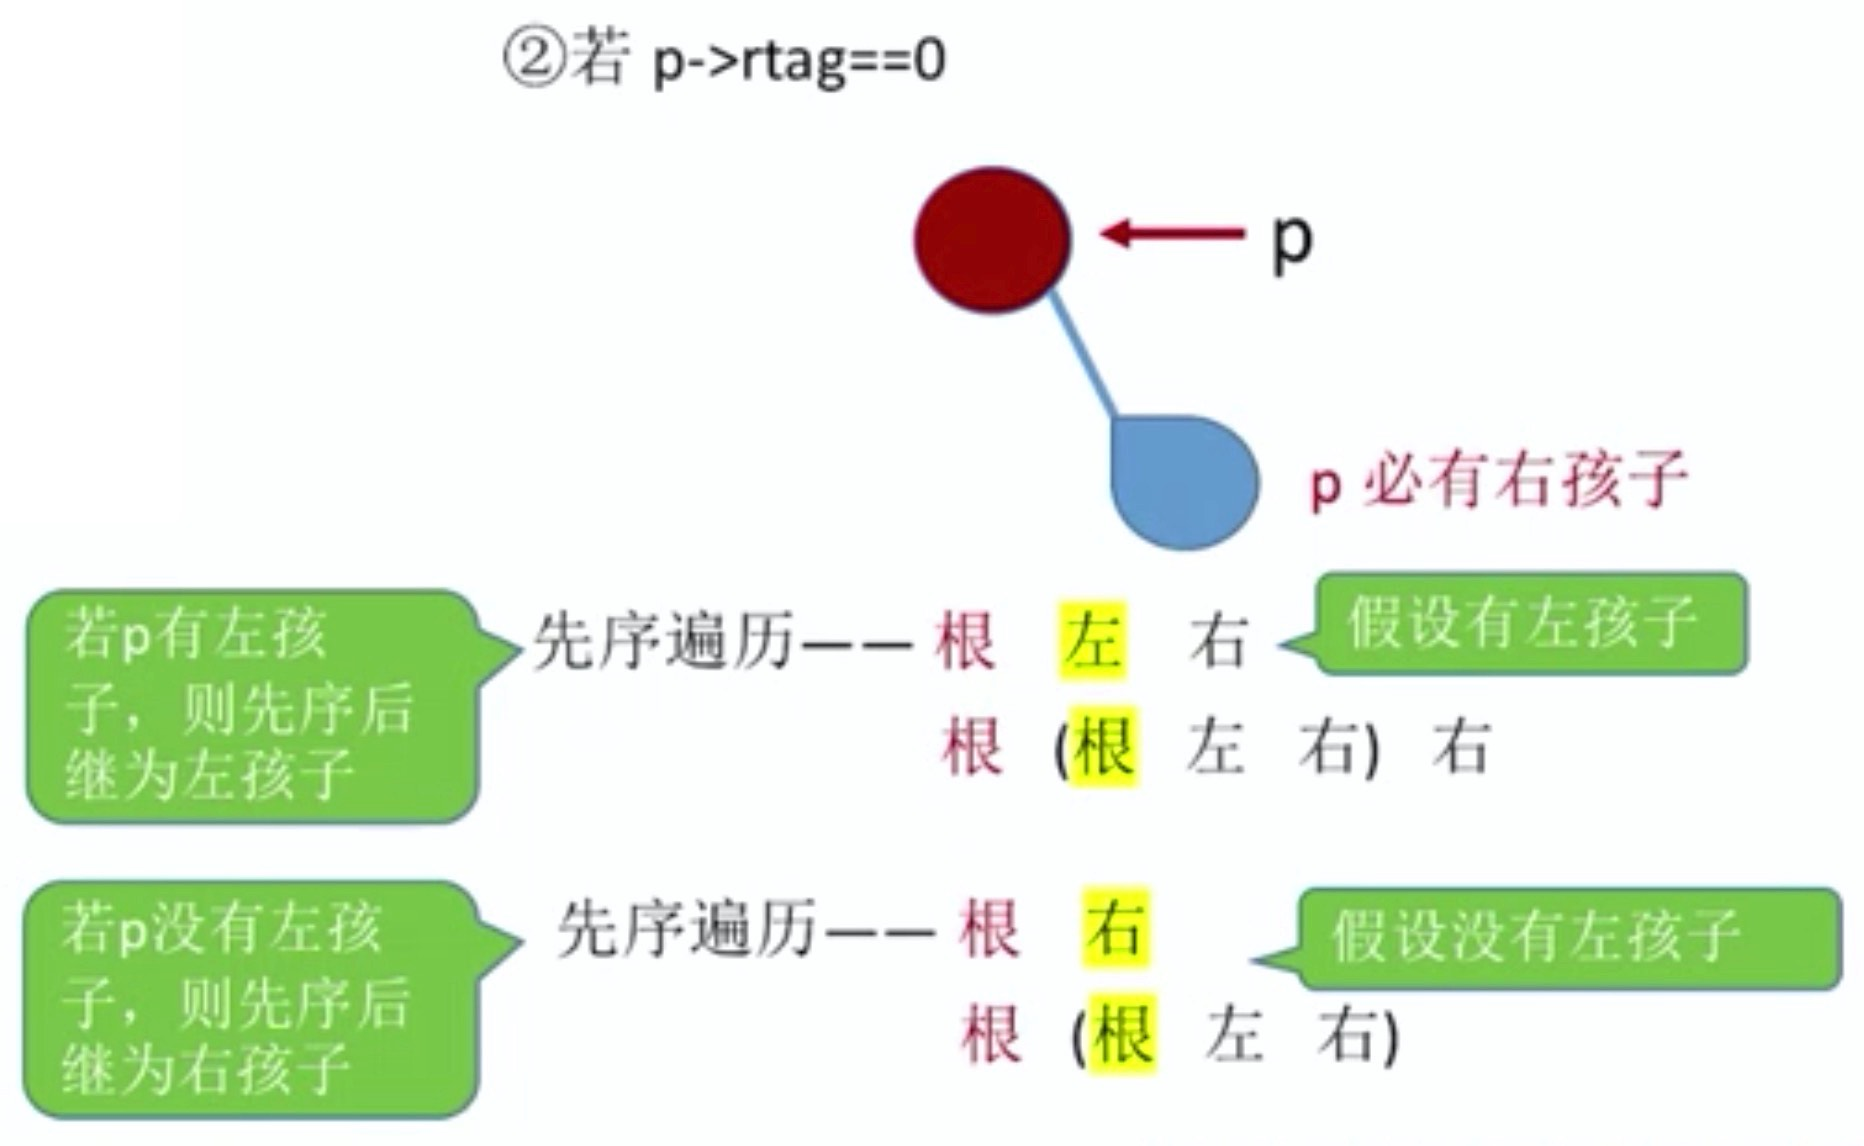 ②若 p->rtag==0
p
p 必有右孩子
若p有左孩
子，则先序后
继为左孩子
先序遍历—— 根 左 右
假设有左孩子
根 (根 左 右) 右
若p没有左孩
子，则先序后
继为右孩子
先序遍历—— 根 右
假设没有左孩子
根 (根 左 右)